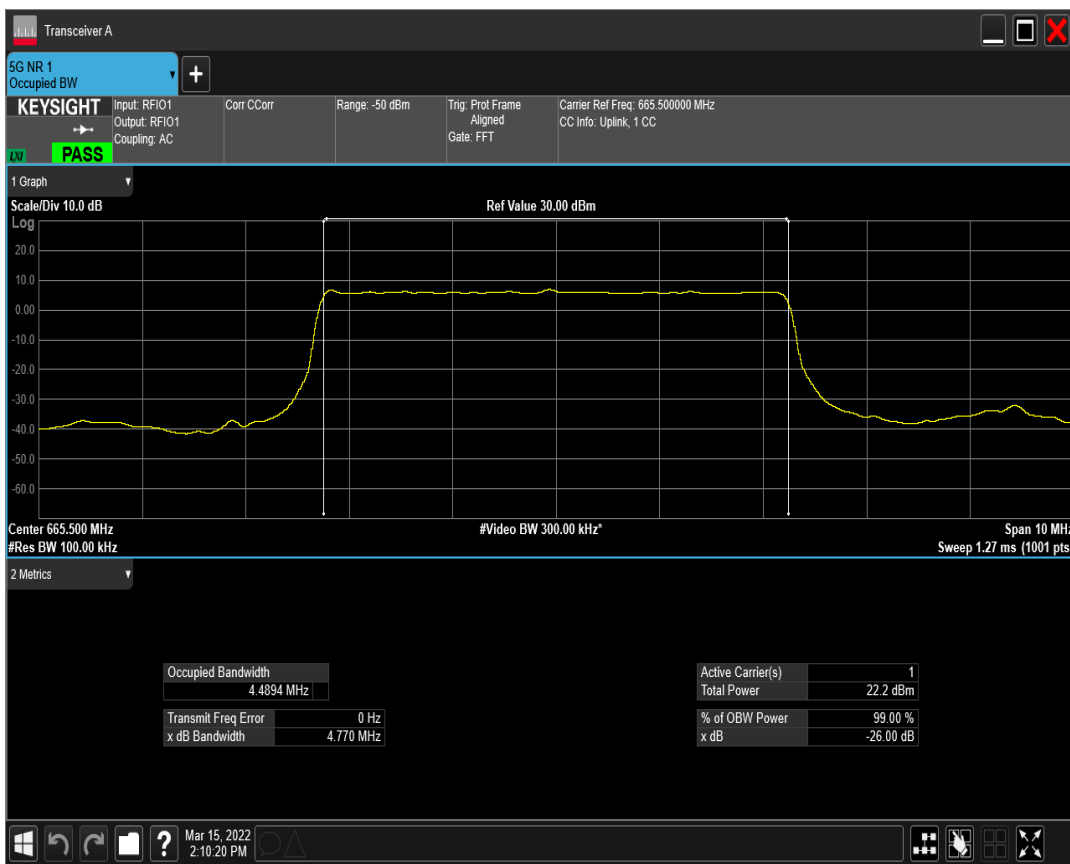 Transceiver A
5G NR 1
Occupied BW
KEYSIGHT
LXI
PASS
Input: RFIO1
Output: RFIO1
Coupling: AC
Corr CCorr
Range: -50 dBm
Trig: Prot Frame
Aligned
Gate: FFT
Carrier Ref Freq: 665.500000 MHz
CC Info: Uplink, 1 CC
1 Graph
Scale/Div 10.0 dB
Ref Value 30.00 dBm
Log
20.0
10.0
0.00
-10.0
-20.0
-30.0
-40.0
-50.0
-60.0
Center 665.500 MHz
#Video BW 300.00 kHz*
Span 10 MHz
#Res BW 100.00 kHz
Sweep 1.27 ms (1001 pts
2 Metrics
Occupied Bandwidth
4.4894 MHz
Transmit Freq Error 0 Hz
x dB Bandwidth 4.770 MHz
Active Carrier(s) 1
Total Power 22.2 dBm
% of OBW Power 99.00 %
x dB -26.00 dB
?
Mar 15, 2022
2:10:20 PM